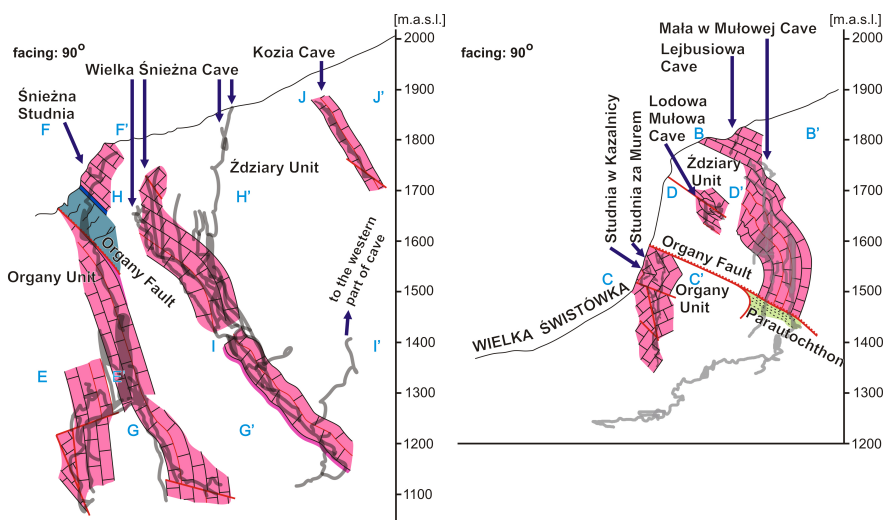 [m.a.s.l.]
2000
1900
1800
1700
1600
1500
1400
1300
1200
1100
facing: 90°
Kozia Cave
Wielka Śnieżna Cave
Śnieżna
Studnia
F
F'
J
J'
Żdziary Unit
H
H'
Organy Unit
Organy Fault
to the western
part of cave
I
I'
E
E'
G
G'
[m.a.s.l.]
2000
1900
1800
1700
1600
1500
1400
1300
1200
1100
facing: 90°
Mała w Mułowej Cave
Lejbusiowa
Cave
Lodowa
Mułowa
Cave
B
B'
Żdziary
Unit
D
D'
Studnia w Kazalnicy
Studnia za Murem
Organy Fault
C
C'
Organy
Unit
WIELKA ŚWISTÓWKA
Parautochthon